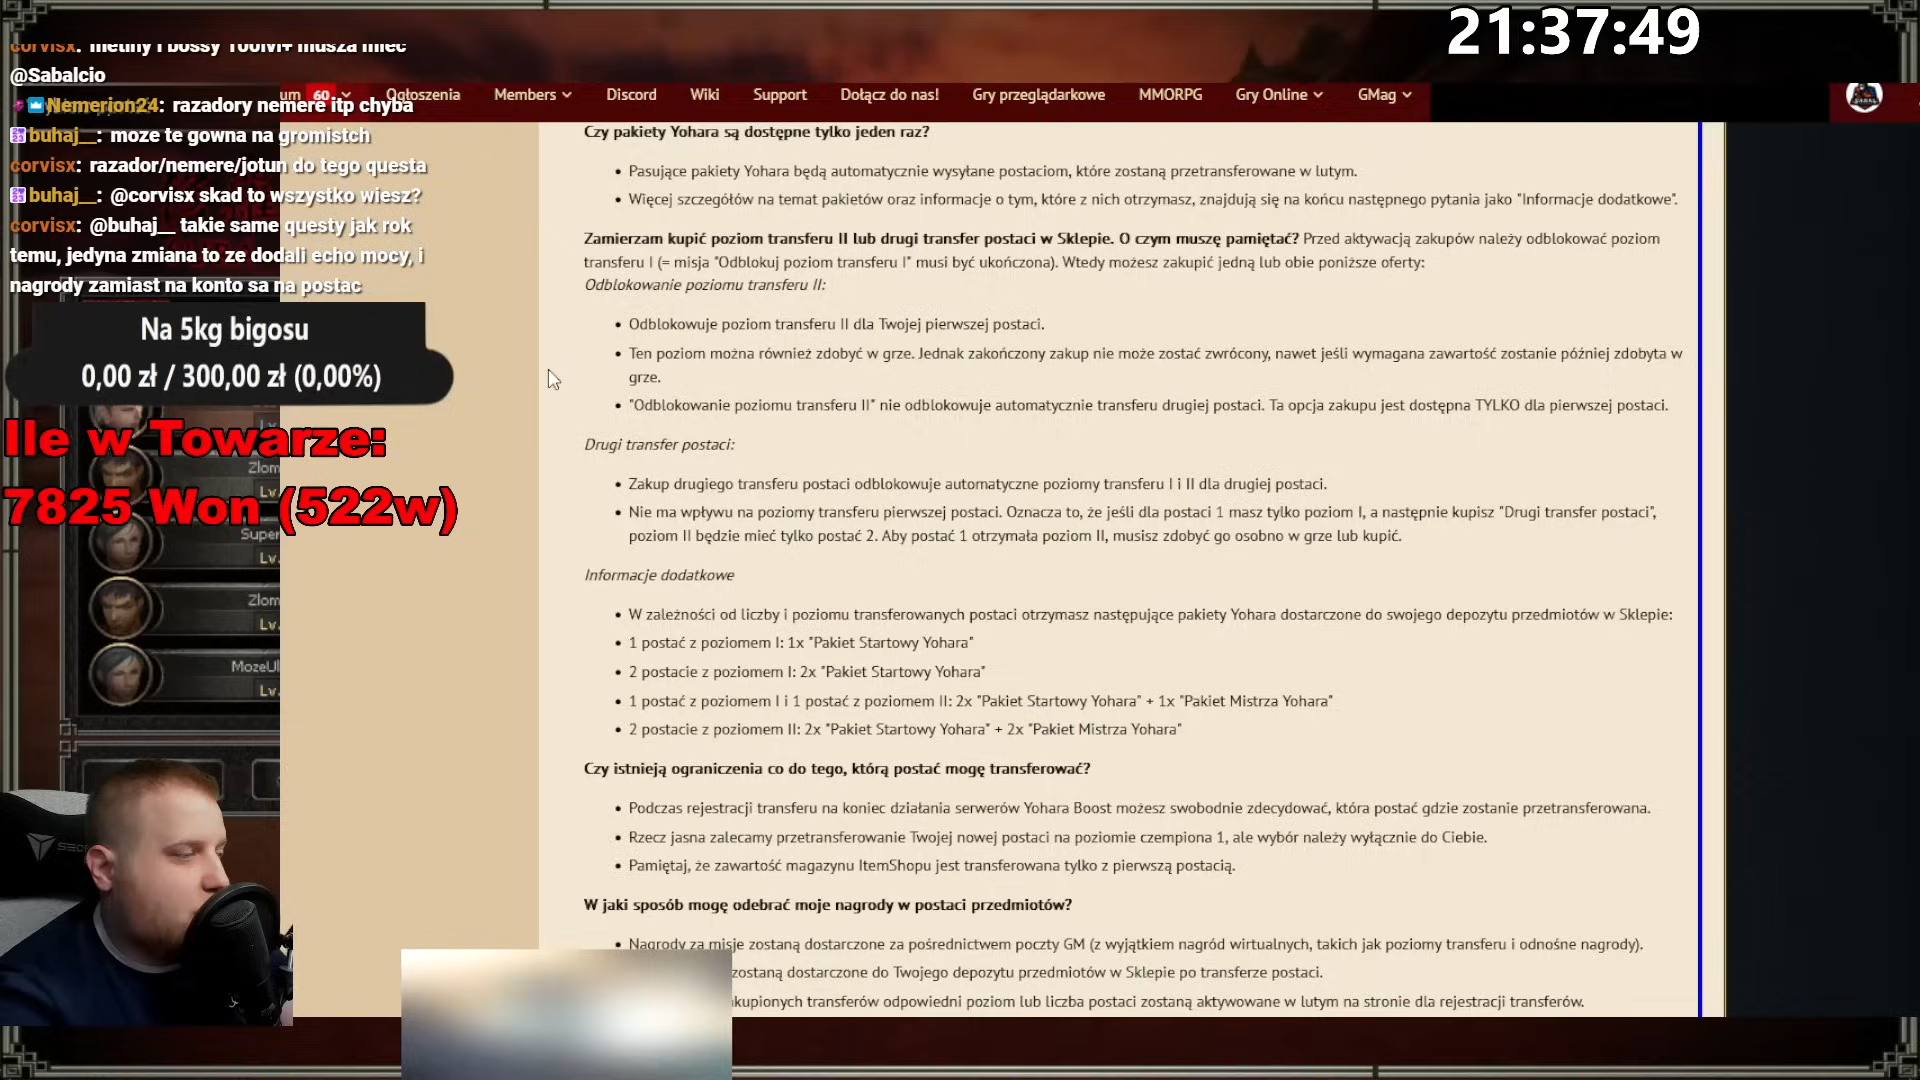 21:37:49
corvisx: metiny i bossy 100lvl+ musza miec
@Sabalcio
Nemerion24: razadory nemere itp chyba
buhaj__: moze te gowna na gromistch
corvisx: razador/nemere/jotun do tego questa
buhaj__: @corvisx skad to wszystko wiesz?
corvisx: @buhaj__ takie same questy jak rok
temu, jedyna zmiana to ze dodali echo mocy, i
nagrody zamiast na konto sa na postac
Na 5kg bigosu
0,00 zł / 300,00 zł (0,00%)
Ile w Towarze:
7825 Won (522w)
Złom
Lv.
Super
Złom
Lv.
MozeUl
Lv.
um 60 Ogłoszenia Members Discord Wiki Support Dołącz do nas! Gry przeglądarkowe MMORPG Gry Online GMag
Czy pakiety Yohara są dostępne tylko jeden raz?
• Pasujące pakiety Yohara będą automatycznie wysyłane postaciom, które zostaną przetransferowane w lutym.
• Więcej szczegółów na temat pakietów oraz informacje o tym, które z nich otrzymasz, znajdują się na końcu następnego pytania jako "Informacje dodatkowe".
Zamierzam kupić poziom transferu II lub drugi transfer postaci w Sklepie. O czym muszę pamiętać? Przed aktywacją zakupów należy odblokować poziom
transferu I (= misja "Odblokuj poziom transferu I" musi być ukończona). Wtedy możesz zakupić jedną lub obie poniższe oferty:
Odblokowanie poziomu transferu II:
• Odblokowuje poziom transferu II dla Twojej pierwszej postaci.
• Ten poziom można również zdobyć w grze. Jednak zakończony zakup nie może zostać zwrócony, nawet jeśli wymagana zawartość zostanie później zdobyta w
grze.
• "Odblokowanie poziomu transferu II" nie odblokowuje automatycznie transferu drugiej postaci. Ta opcja zakupu jest dostępna TYLKO dla pierwszej postaci.
Drugi transfer postaci:
• Zakup drugiego transferu postaci odblokowuje automatyczne poziomy transferu I i II dla drugiej postaci.
• Nie ma wpływu na poziomy transferu pierwszej postaci. Oznacza to, że jeśli dla postaci 1 masz tylko poziom I, a następnie kupisz "Drugi transfer postaci",
poziom II będzie mieć tylko postać 2. Aby postać 1 otrzymała poziom II, musisz zdobyć go osobno w grze lub kupić.
Informacje dodatkowe
• W zależności od liczby i poziomu transferowanych postaci otrzymasz następujące pakiety Yohara dostarczone do swojego depozytu przedmiotów w Sklepie:
• 1 postać z poziomem I: 1x "Pakiet Startowy Yohara"
• 2 postacie z poziomem I: 2x "Pakiet Startowy Yohara"
• 1 postać z poziomem I i 1 postać z poziomem II: 2x "Pakiet Startowy Yohara" + 1x "Pakiet Mistrza Yohara"
• 2 postacie z poziomem II: 2x "Pakiet Startowy Yohara" + 2x "Pakiet Mistrza Yohara"
Czy istnieją ograniczenia co do tego, którą postać mogę transferować?
• Podczas rejestracji transferu na koniec działania serwerów Yohara Boost możesz swobodnie zdecydować, która postać gdzie zostanie przetransferowana.
• Rzecz jasna zalecamy przetransferowanie Twojej nowej postaci na poziomie czempiona 1, ale wybór należy wyłącznie do Ciebie.
• Pamiętaj, że zawartość magazynu ItemShopu jest transferowana tylko z pierwszą postacią.
W jaki sposób mogę odebrać moje nagrody w postaci przedmiotów?
• Nagrody za misje zostaną dostarczone za pośrednictwem poczty GM (z wyjątkiem nagród wirtualnych, takich jak poziomy transferu i odnośne nagrody).
zostaną dostarczone do Twojego depozytu przedmiotów w Sklepie po transferze postaci.
kupionych transferów odpowiedni poziom lub liczba postaci zostaną aktywowane w lutym na stronie dla rejestracji transferów.